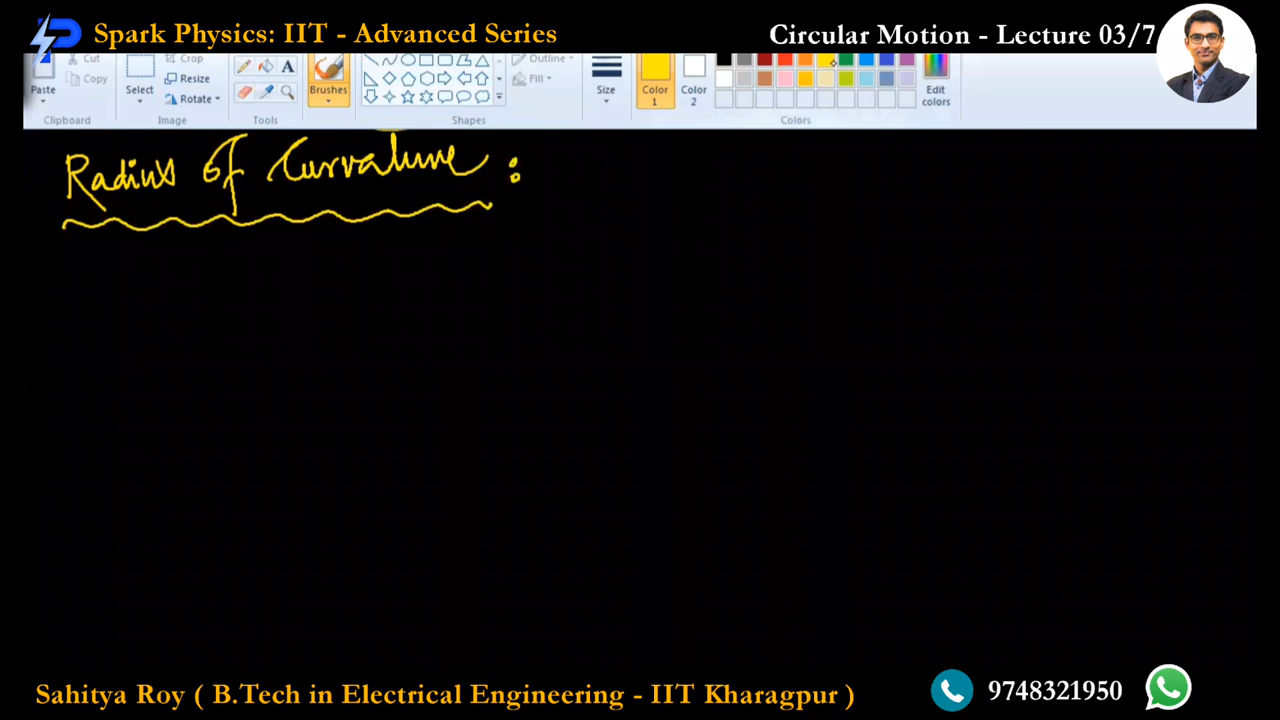 Spark Physics: IIT - Advanced Series
Circular Motion - Lecture 03/7
Paste
Cut
Copy
Clipboard
Select
Crop
Resize
Rotate
Image
A
Tools
Brushes
Outline
Fill
Shapes
Size
Color 1
Color 2
Edit colors
Colors
Radius of Curvature :
Sahitya Roy ( B.Tech in Electrical Engineering - IIT Kharagpur )
9748321950